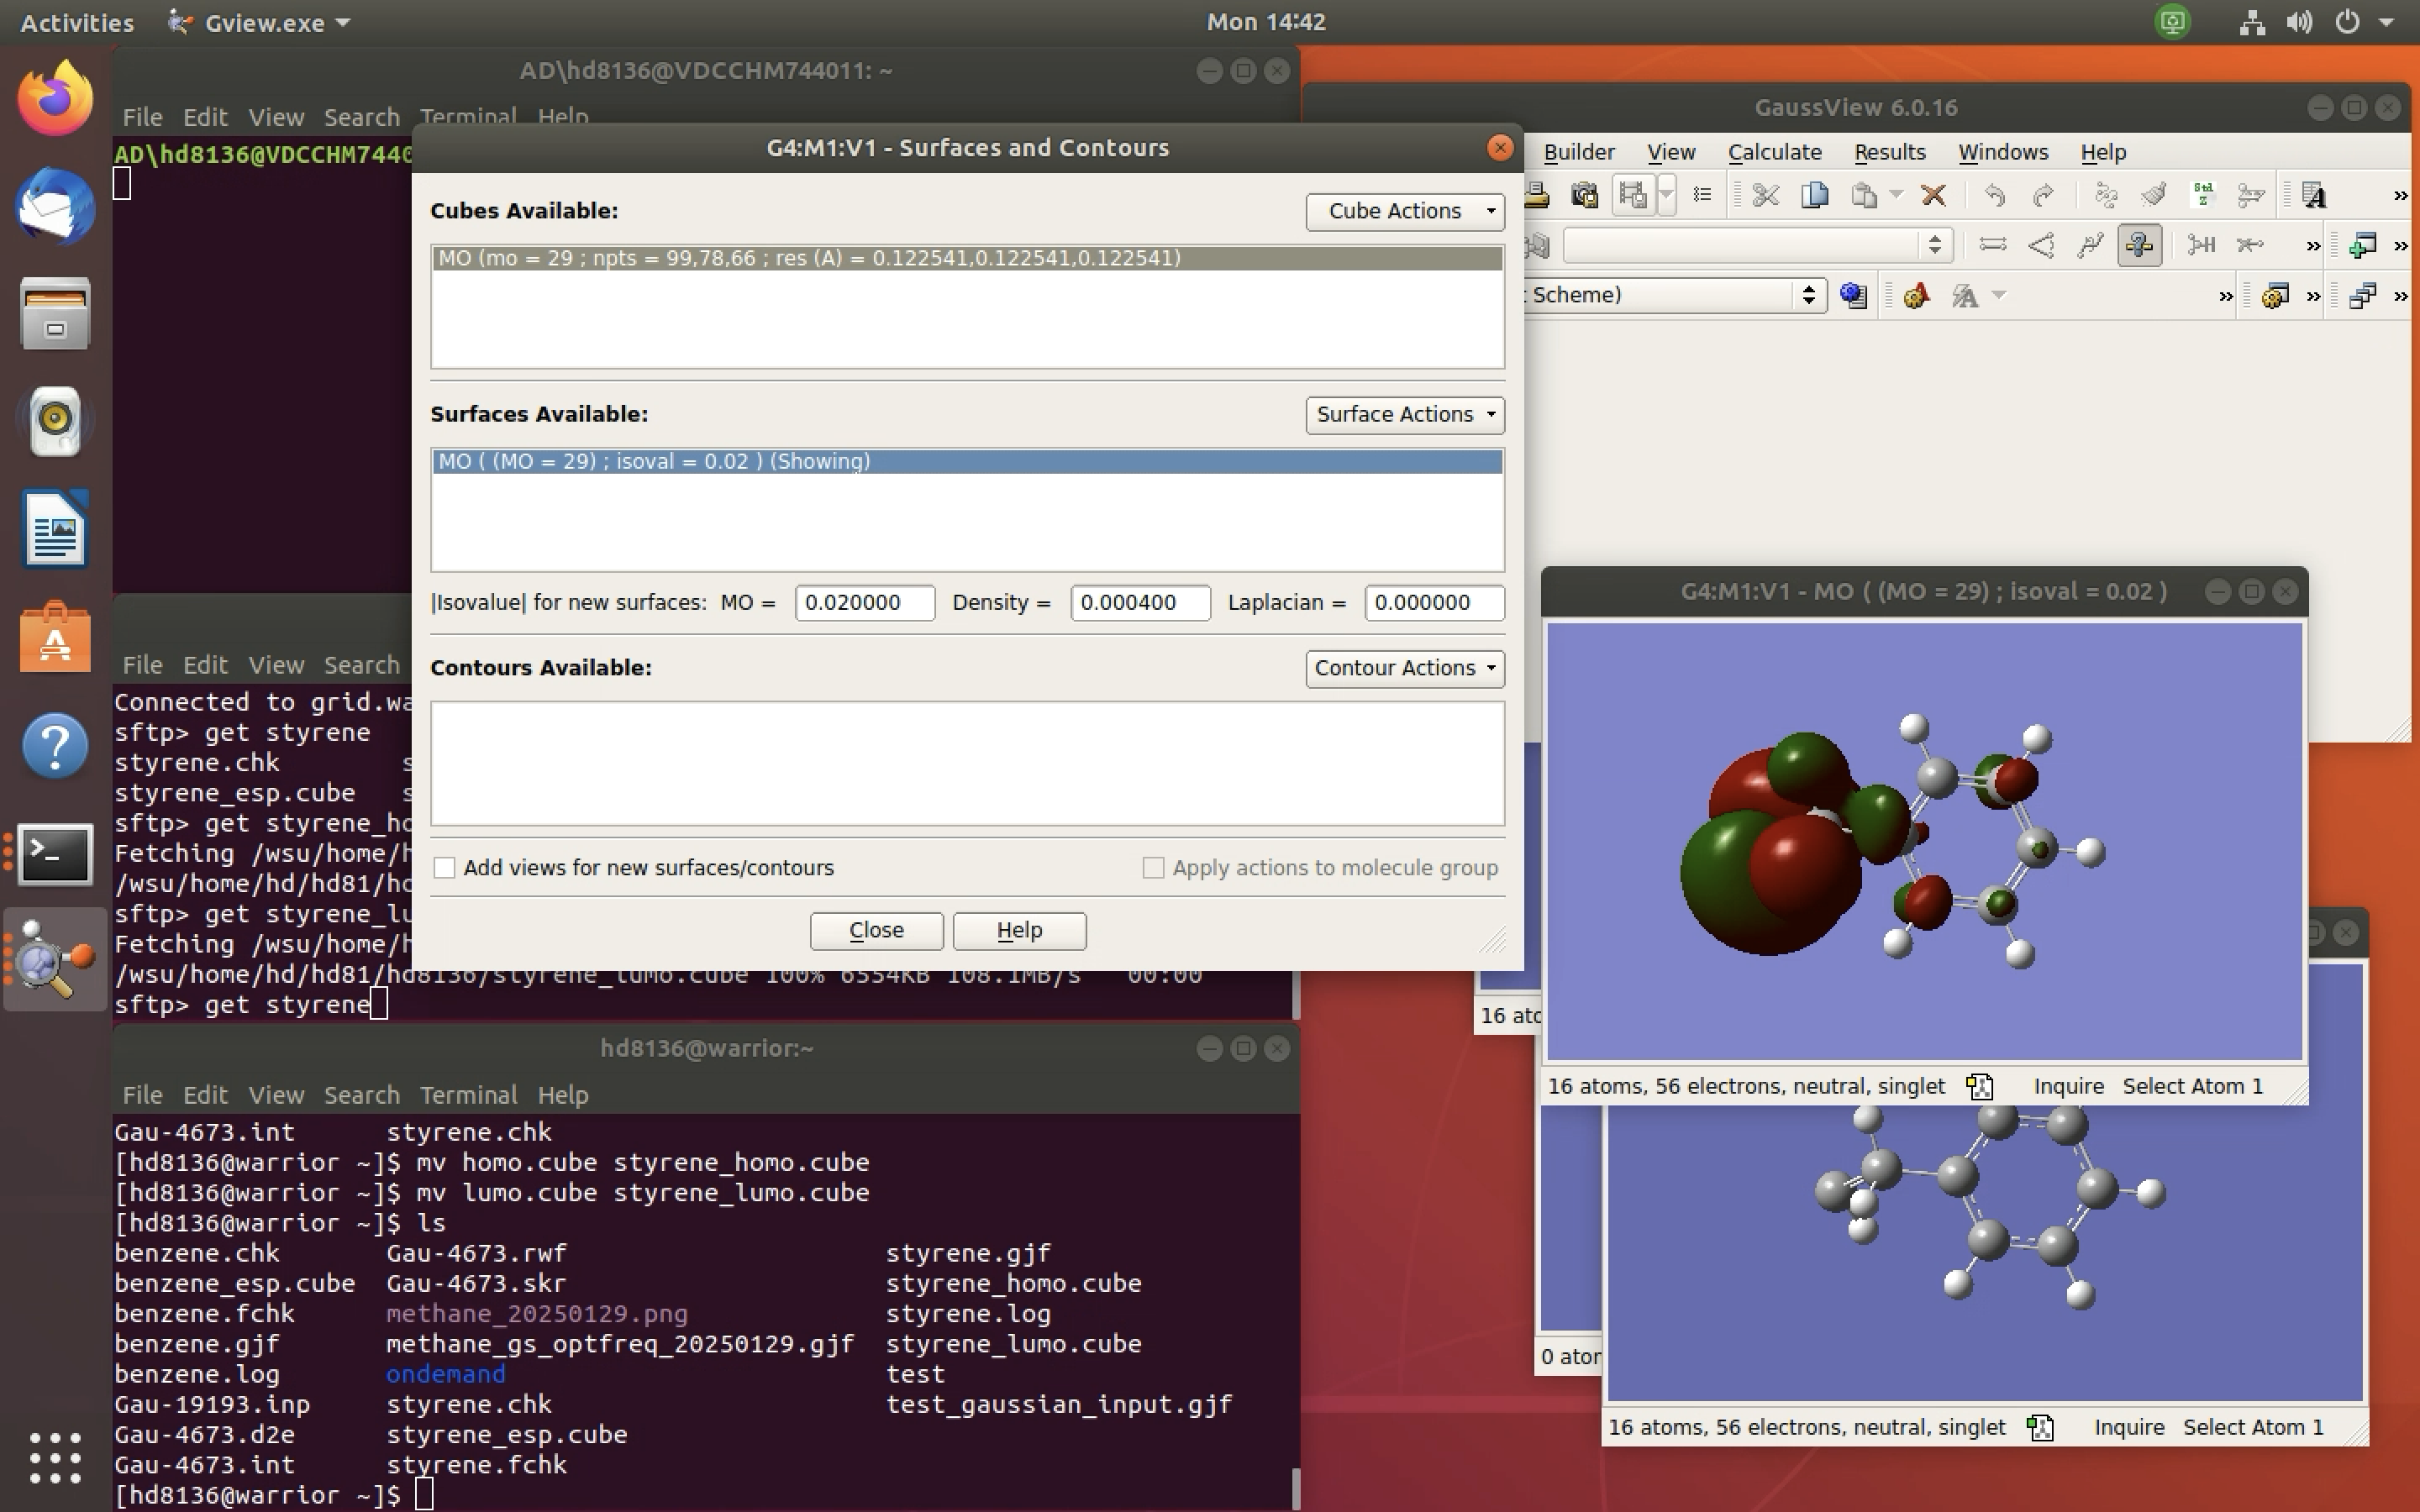 Activities Gview.exe Mon 14:42
AD\hd8136@VDCCHM744011: ~
File Edit View Search Terminal Help
AD\hd8136@VDCCHM7440
G4:M1:V1 - Surfaces and Contours
Cubes Available: Cube Actions
MO (mo = 29 ; npts = 99,78,66 ; res (A) = 0.122541,0.122541,0.122541)
Surfaces Available: Surface Actions
MO ( (MO = 29) ; isoval = 0.02 ) (Showing)
|Isovalue| for new surfaces: MO = 0.020000 Density = 0.000400 Laplacian = 0.000000
Contours Available: Contour Actions
Add views for new surfaces/contours Apply actions to molecule group
Close Help
GaussView 6.0.16
Builder View Calculate Results Windows Help
Scheme)
G4:M1:V1 - MO ( (MO = 29) ; isoval = 0.02 )
16 atoms, 56 electrons, neutral, singlet Inquire Select Atom 1
16 ato
0 ator
16 atoms, 56 electrons, neutral, singlet Inquire Select Atom 1
File Edit View Search
Connected to grid.wa
sftp> get styrene
styrene.chk s
styrene_esp.cube s
sftp> get styrene_ho
Fetching /wsu/home/h
/wsu/home/hd/hd81/hd
sftp> get styrene_lu
Fetching /wsu/home/h
/wsu/home/hd/hd81/hd8136/styrene_lumo.cube 100% 6554KB 108.1MB/s 00:00
sftp> get styrene
hd8136@warrior:~
File Edit View Search Terminal Help
Gau-4673.int styrene.chk
[hd8136@warrior ~]$ mv homo.cube styrene_homo.cube
[hd8136@warrior ~]$ mv lumo.cube styrene_lumo.cube
[hd8136@warrior ~]$ ls
benzene.chk Gau-4673.rwf styrene.gjf
benzene_esp.cube Gau-4673.skr styrene_homo.cube
benzene.fchk methane_20250129.png styrene.log
benzene.gjf methane_gs_optfreq_20250129.gjf styrene_lumo.cube
benzene.log ondemand test
Gau-19193.inp styrene.chk test_gaussian_input.gjf
Gau-4673.d2e styrene_esp.cube
Gau-4673.int styrene.fchk
[hd8136@warrior ~]$